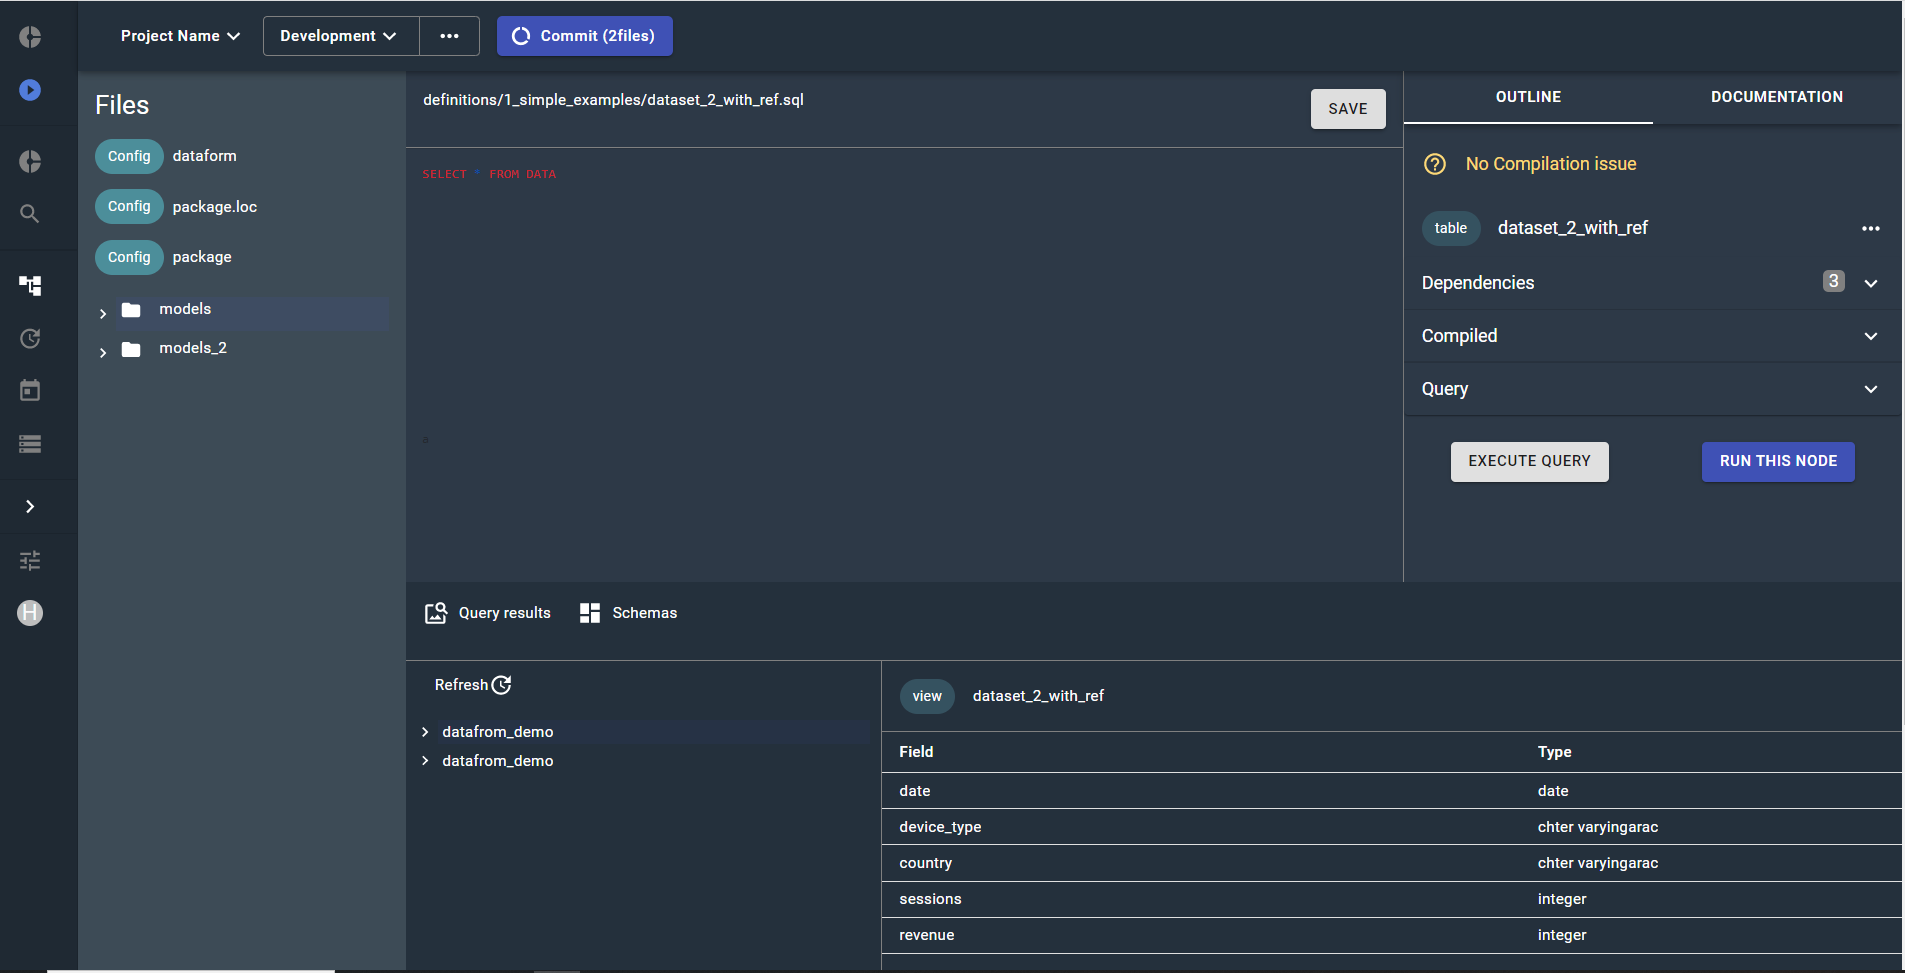 Project Name
Development
Commit (2files)
Files
Config dataform
Config package.loc
Config package
models
models_2
H
definitions/1_simple_examples/dataset_2_with_ref.sql
SAVE
SELECT * FROM DATA
OUTLINE
DOCUMENTATION
No Compilation issue
table dataset_2_with_ref
Dependencies 3
Compiled
Query
EXECUTE QUERY
RUN THIS NODE
Query results
Schemas
Refresh
datafrom_demo
datafrom_demo
view dataset_2_with_ref
Field Type
date date
device_type chter varyingarac
country chter varyingarac
sessions integer
revenue integer